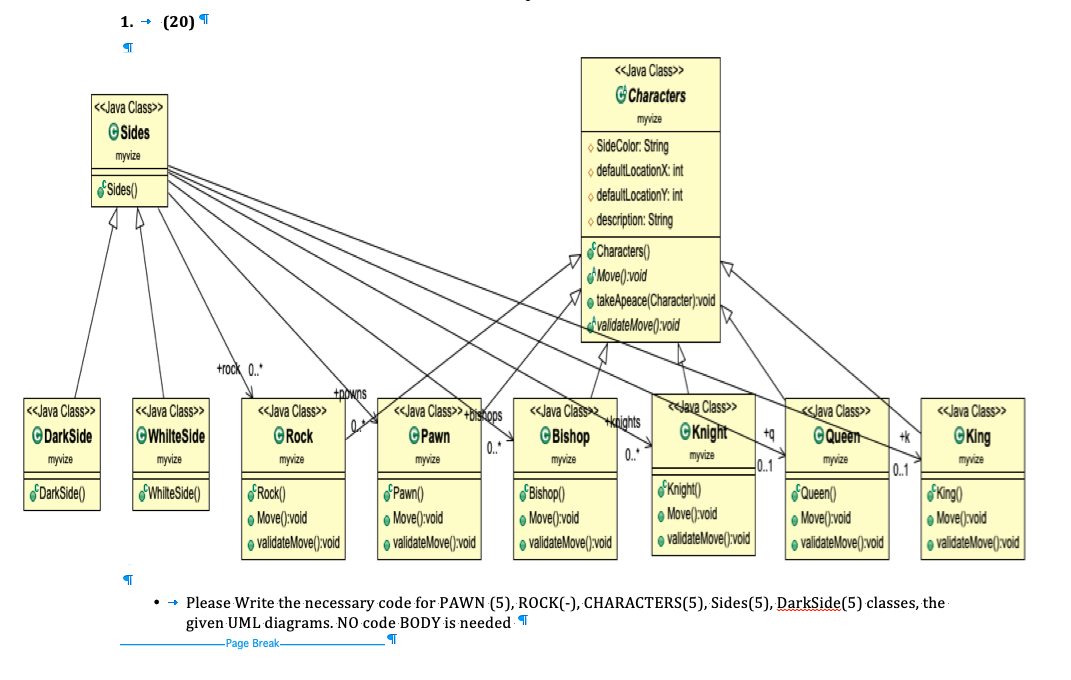 1. → (20) ¶
¶
<<Java Class>>
Characters
myvize
SideColor: String
defaultLocationX: int
defaultLocationY: int
description: String
Characters()
Move():void
takeApeace(Character):void
validateMove():void
<<Java Class>>
Sides
myvize
Sides()
+rock 0..*
+powns
0..*
+bishops
0..*
+knights
0..*
+q
0..1
+k
0..1
<<Java Class>>
DarkSide
myvize
DarkSide()
<<Java Class>>
WhilteSide
myvize
WhilteSide()
<<Java Class>>
Rock
myvize
Rock()
Move():void
validateMove():void
<<Java Class>>
Pawn
myvize
Pawn()
Move():void
validateMove():void
<<Java Class>>
Bishop
myvize
Bishop()
Move():void
validateMove():void
<<Java Class>>
Knight
myvize
Knight()
Move():void
validateMove():void
<<Java Class>>
Queen
myvize
Queen()
Move():void
validateMove():void
<<Java Class>>
King
myvize
King()
Move():void
validateMove():void
¶
• → Please Write the necessary code for PAWN (5), ROCK(-), CHARACTERS(5), Sides(5), DarkSide(5) classes, the
given UML diagrams. NO code BODY is needed ¶
Page Break ¶